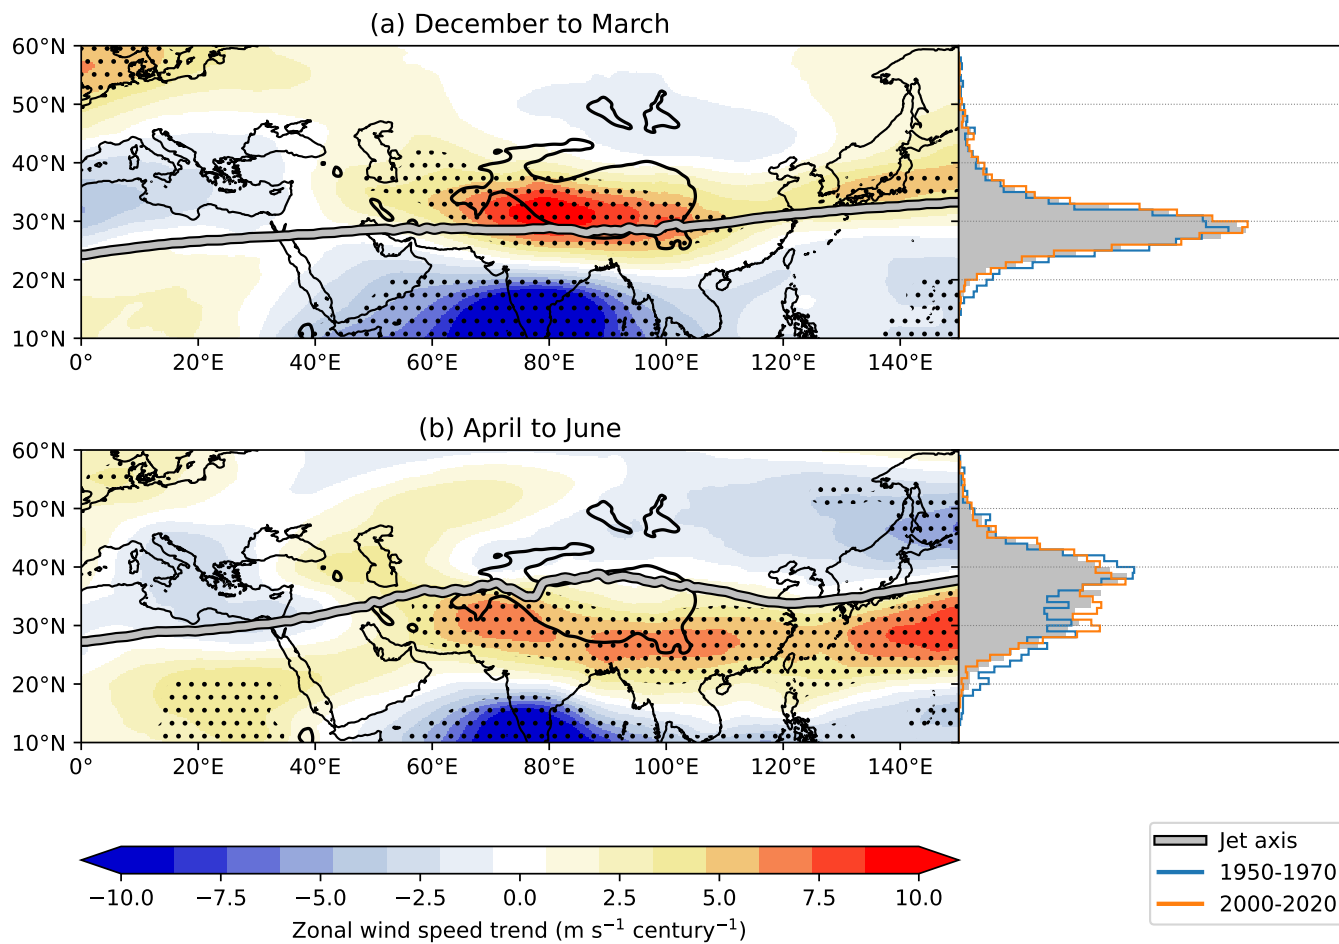 (a) December to March
60°N
50°N
40°N
30°N
20°N
10°N
0° 20°E 40°E 60°E 80°E 100°E 120°E 140°E
(b) April to June
60°N
50°N
40°N
30°N
20°N
10°N
0° 20°E 40°E 60°E 80°E 100°E 120°E 140°E
−10.0 −7.5 −5.0 −2.5 0.0 2.5 5.0 7.5 10.0
Zonal wind speed trend (m s⁻¹ century⁻¹)
Jet axis
1950-1970
2000-2020